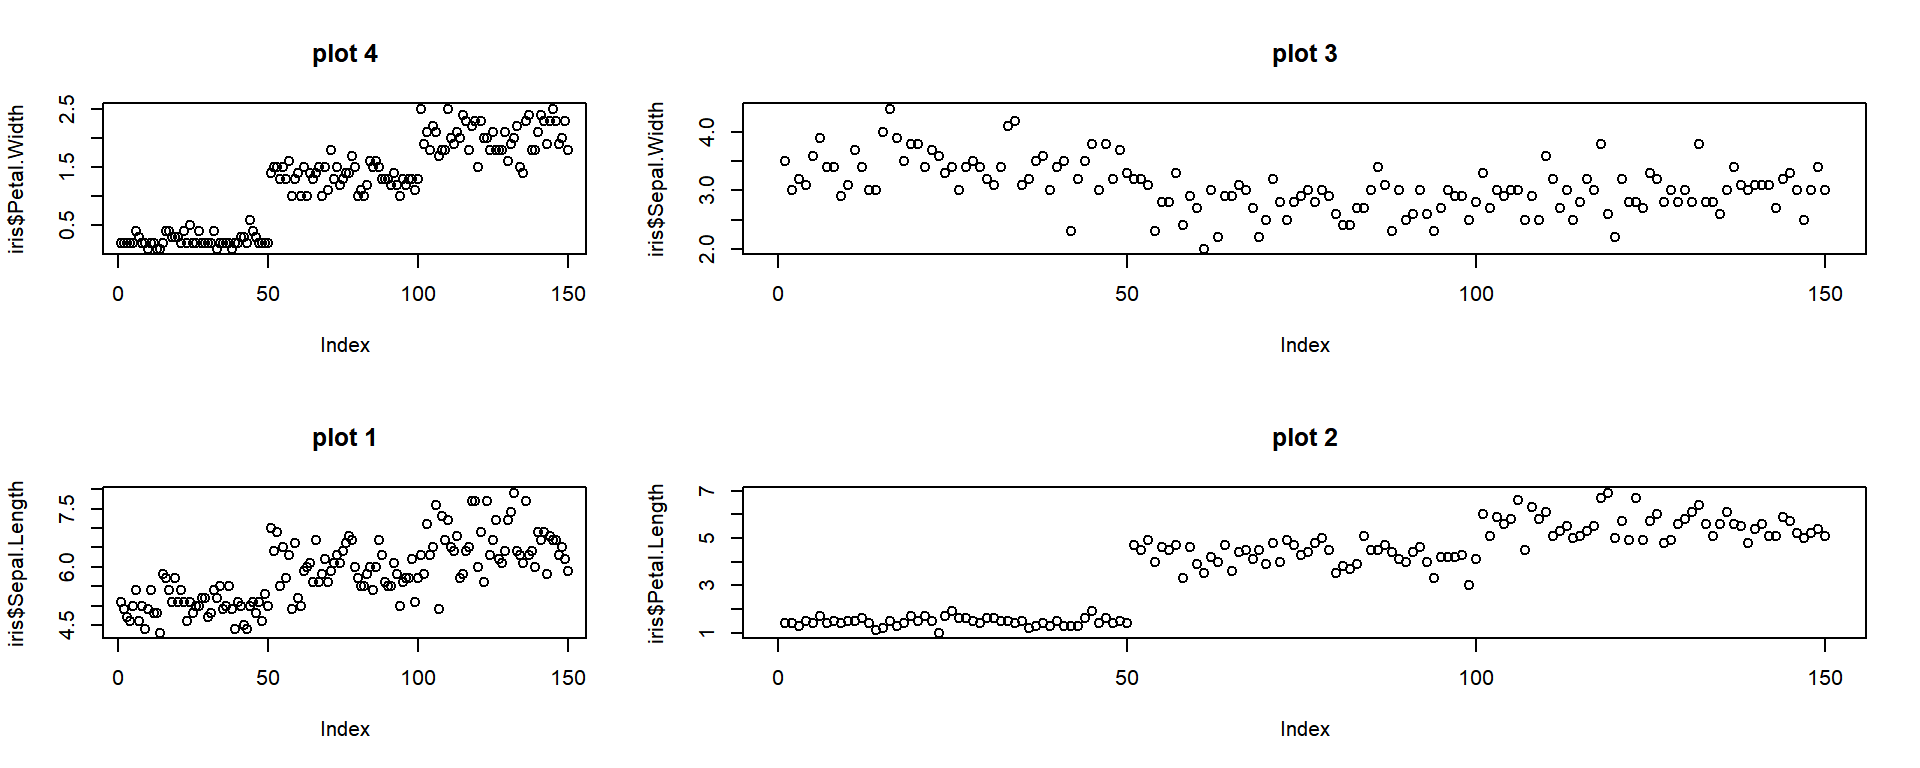 plot 4
iris$Petal.Width
2.5
1.5
0.5
0 50 100 150
Index
plot 3
iris$Sepal.Width
4.0
3.0
2.0
0 50 100 150
Index
plot 1
iris$Sepal.Length
7.5
6.0
4.5
0 50 100 150
Index
plot 2
iris$Petal.Length
7
5
3
1
0 50 100 150
Index